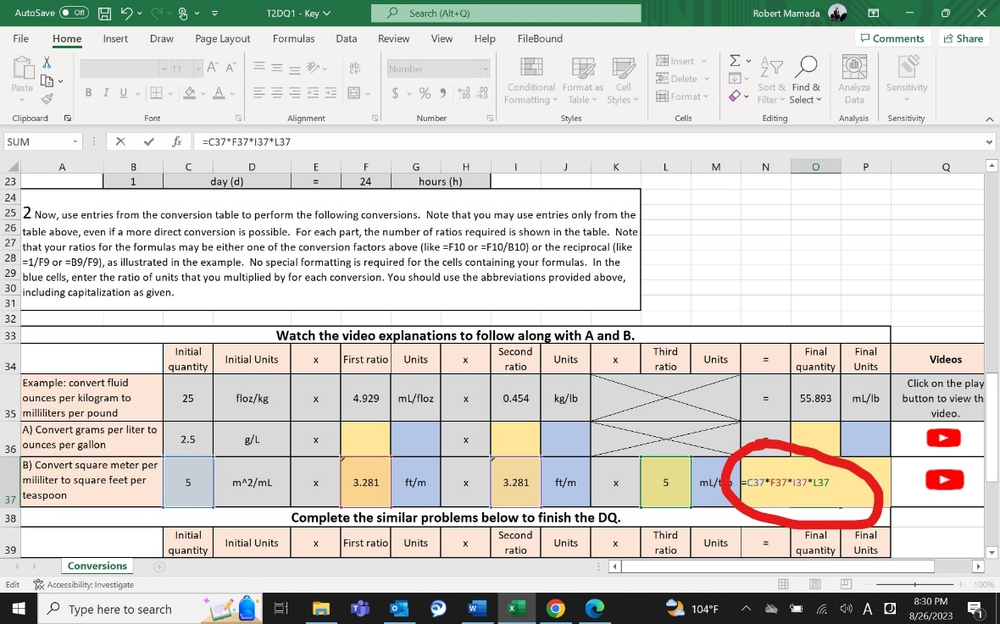 AutoSave Off T2DQ1 - Key Search (Alt+Q) Robert Mamada
File Home Insert Draw Page Layout Formulas Data Review View Help FileBound Comments Share
Paste 11 A A ab Number Conditional Formatting Format as Table Cell Styles Insert Delete Format Sort & Filter Find & Select Analyze Data Sensitivity
B I U A $ % 9
Clipboard Font Alignment Number Styles Cells Editing Analysis Sensitivity
SUM fx =C37*F37*I37*L37
A B C D E F G H I J K L M N O P Q
23 1 day (d) = 24 hours (h)
24
25 2 Now, use entries from the conversion table to perform the following conversions. Note that you may use entries only from the
26 table above, even if a more direct conversion is possible. For each part, the number of ratios required is shown in the table. Note
27 that your ratios for the formulas may be either one of the conversion factors above (like =F10 or =F10/B10) or the reciprocal (like
28 =1/F9 or =B9/F9), as illustrated in the example. No special formatting is required for the cells containing your formulas. In the
29 blue cells, enter the ratio of units that you multiplied by for each conversion. You should use the abbreviations provided above,
30 including capitalization as given.
31
32
33 Watch the video explanations to follow along with A and B.
34 Initial quantity Initial Units x First ratio Units x Second ratio Units x Third ratio Units = Final quantity Final Units Videos
35 Example: convert fluid ounces per kilogram to milliliters per pound 25 floz/kg x 4.929 mL/floz x 0.454 kg/lb = 55.893 mL/lb Click on the play button to view th video.
36 A) Convert grams per liter to ounces per gallon 2.5 g/L x x =
37 B) Convert square meter per mililiter to square feet per teaspoon 5 m^2/mL x 3.281 ft/m x 3.281 ft/m x 5 mL/t =C37*F37*I37*L37
38 Complete the similar problems below to finish the DQ.
39 Initial quantity Initial Units x First ratio Units x Second ratio Units x Third ratio Units = Final quantity Final Units
Conversions
Edit Accessibility: Investigate 100%
Type here to search 104°F A 8:30 PM
8/26/2023 1